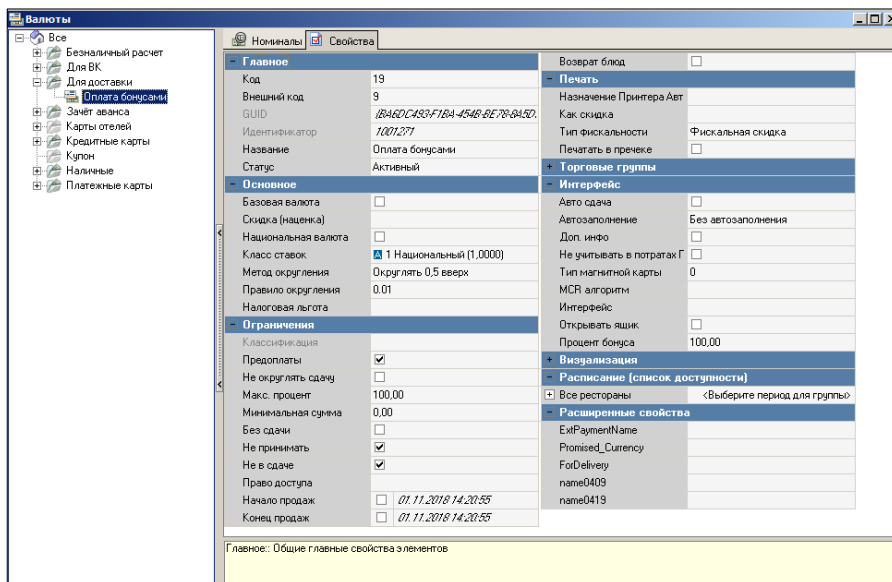 Валюты
Все
Безналичный расчет
Для ВК
Для доставки
Оплата бонусами
Зачёт аванса
Карты отелей
Кредитные карты
Купон
Наличные
Платежные карты
Номиналы Свойства
Главное
Код 19
Внешний код 9
GUID {BA6DC493-F1BA-454B-BE78-8A5D.
Идентификатор 1001271
Название Оплата бонусами
Статус Активный
Основное
Базовая валюта
Скидка (наценка)
Национальная валюта
Класс ставок А 1 Национальный (1,0000)
Метод округления Округлять 0,5 вверх
Правило округления 0.01
Налоговая льгота
Ограничения
Классификация
Предоплаты
Не округлять сдачу
Макс. процент 100,00
Минимальная сумма 0,00
Без сдачи
Не принимать
Не в сдаче
Право доступа
Начало продаж 01.11.2018 14:20:55
Конец продаж 01.11.2018 14:20:55
Возврат блюд
Печать
Назначение Принтера Авт
Как скидка
Тип фискальности Фискальная скидка
Печатать в пречеке
Торговые группы
Интерфейс
Авто сдача
Автозаполнение Без автозаполнения
Доп. инфо
Не учитывать в потратах Г
Тип магнитной карты 0
MCR алгоритм
Интерфейс
Открывать ящик
Процент бонуса 100,00
Визуализация
Расписание (список доступности)
Все рестораны <Выберите период для группы>
Расширенные свойства
ExtPaymentName
Promised_Currency
ForDelivery
name0409
name0419
Главное:: Общие главные свойства элементов